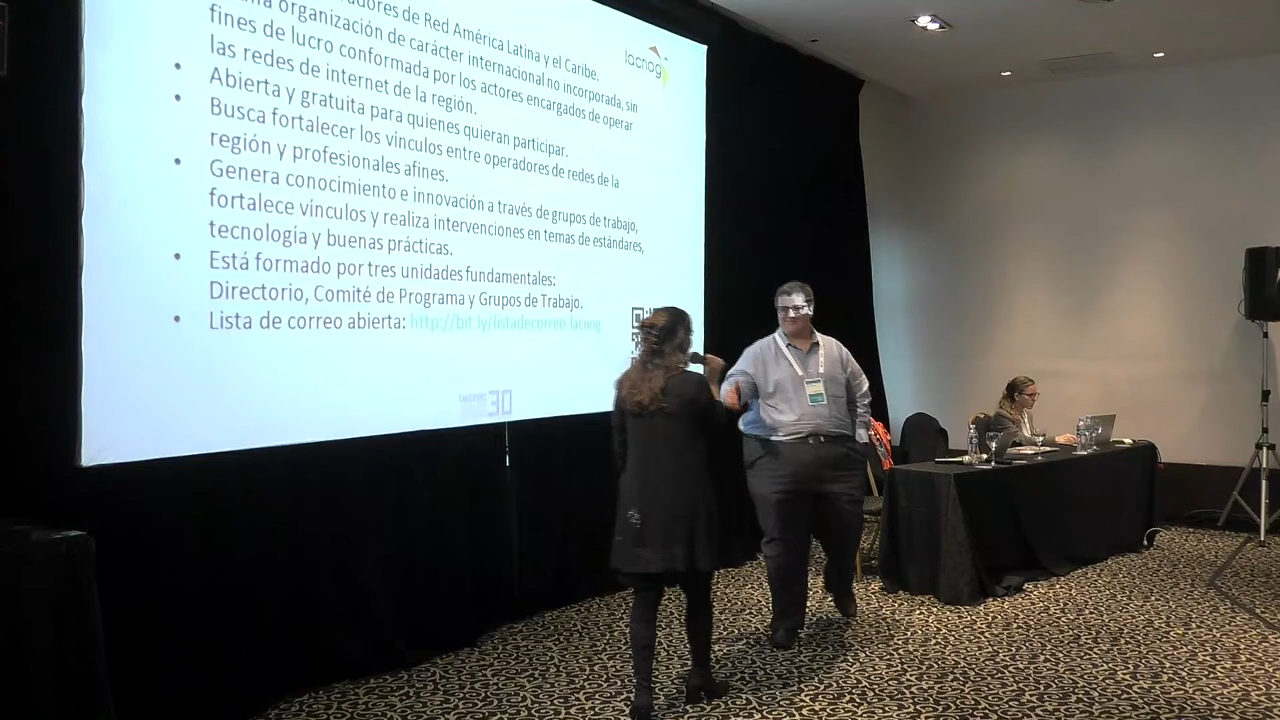 de Red América Latina y el Caribe.
organización de carácter internacional no incorporada, sin
fines de lucro conformada por los actores encargados de operar
las redes de internet de la región.
• Abierta y gratuita para quienes quieran participar.
• Busca fortalecer los vínculos entre operadores de redes de la
región y profesionales afines.
• Genera conocimiento e innovación a través de grupos de trabajo,
fortalece vínculos y realiza intervenciones en temas de estándares,
tecnología y buenas prácticas.
• Está formado por tres unidades fundamentales:
Directorio, Comité de Programa y Grupos de Trabajo.
• Lista de correo abierta: http://bit.ly/listadecorreo-lacnog
lacnog
30